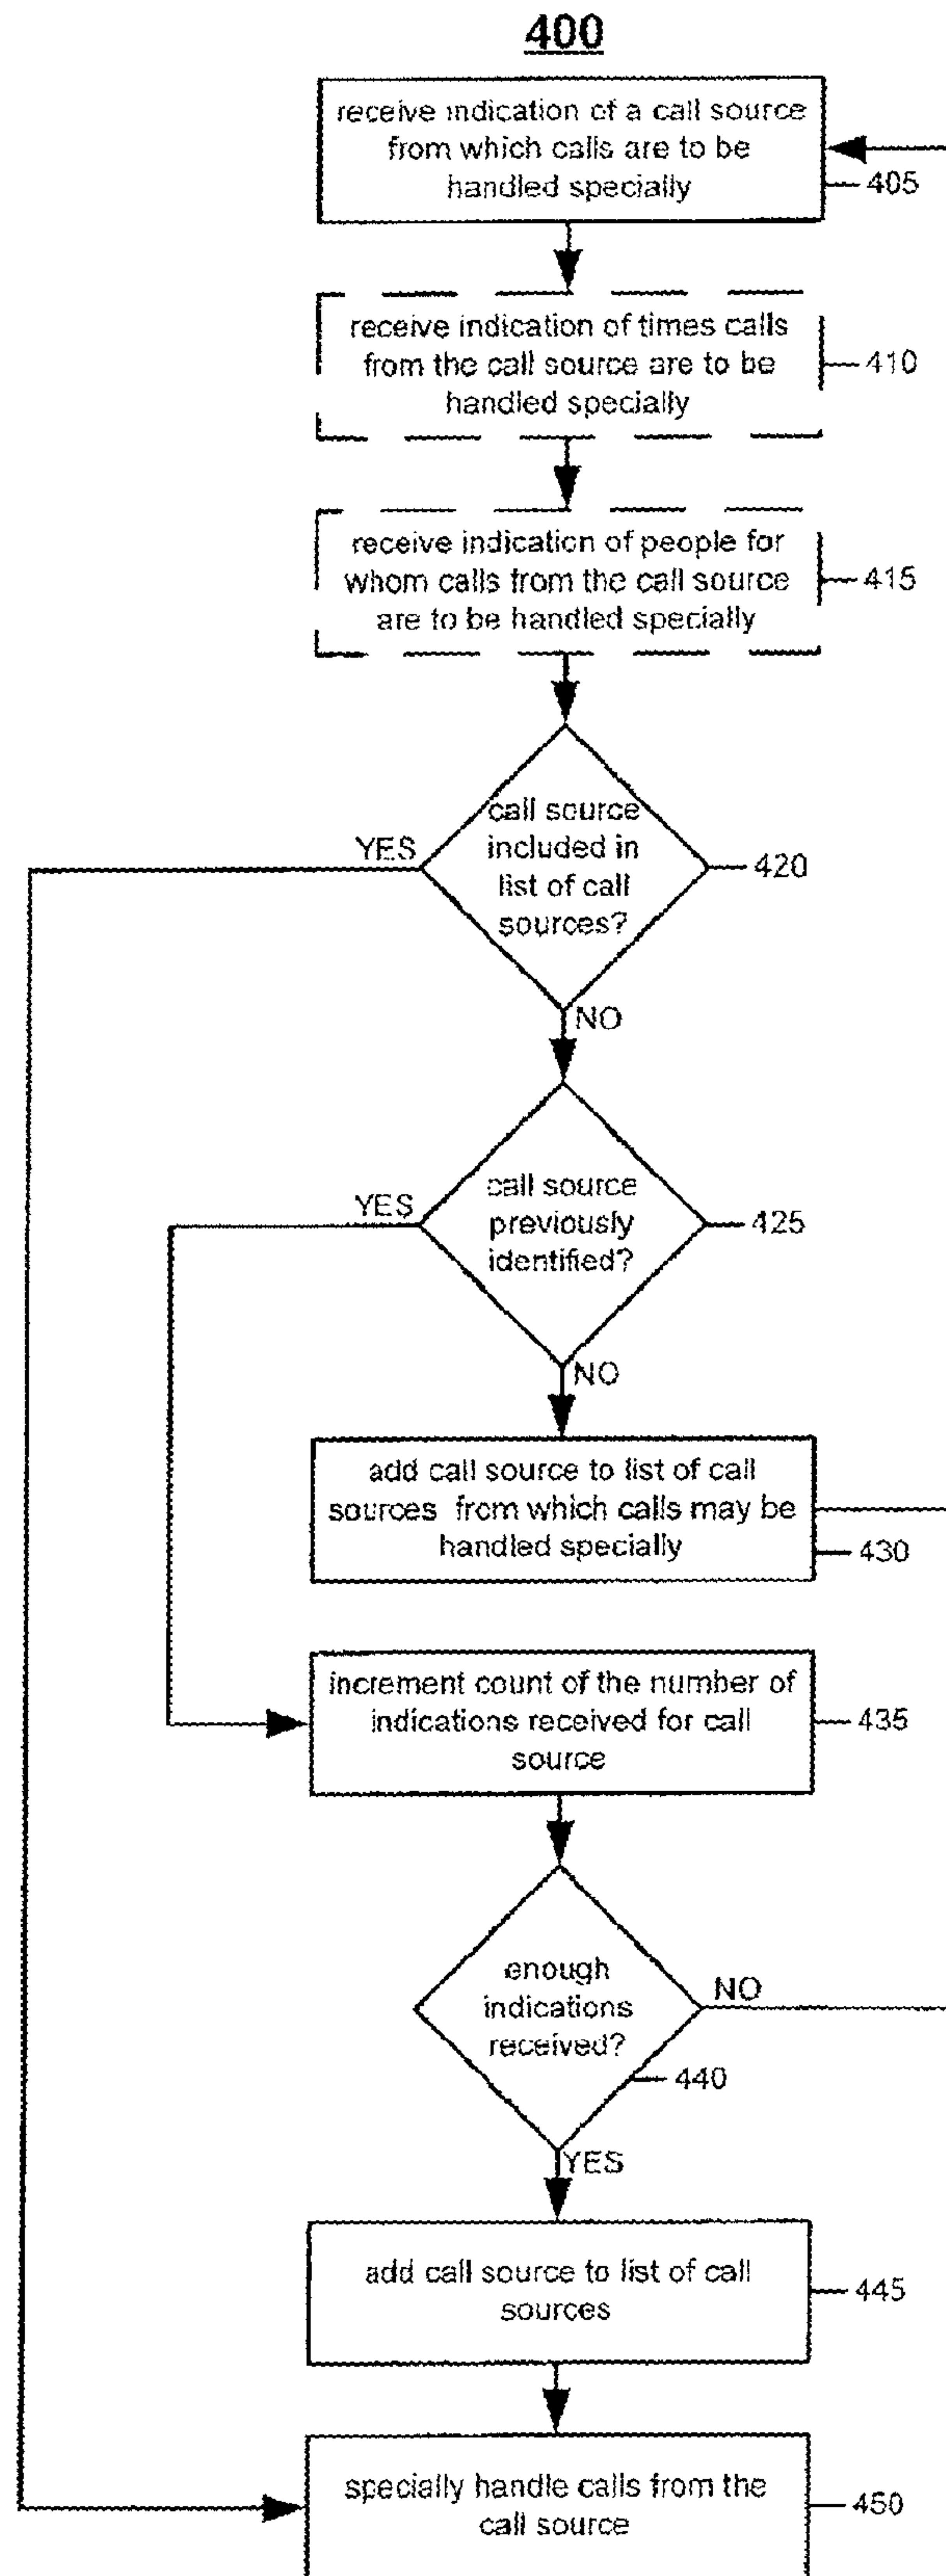 400
receive indication of a call source
from which calls are to be
handled specially
405
receive indication of times calls
from the call source are to be
handled specially
410
receive indication of people for
whom calls from the call source
are to be handled specially
415
call source
included in
list of call
sources?
YES
420
NO
call source
previously
identified?
YES
425
NO
add call source to list of call
sources from which calls may be
handled specially
430
increment count of the number of
indications received for call
source
435
enough
indications
received?
NO
440
YES
add call source to list of call
sources
445
specially handle calls from the
call source
450